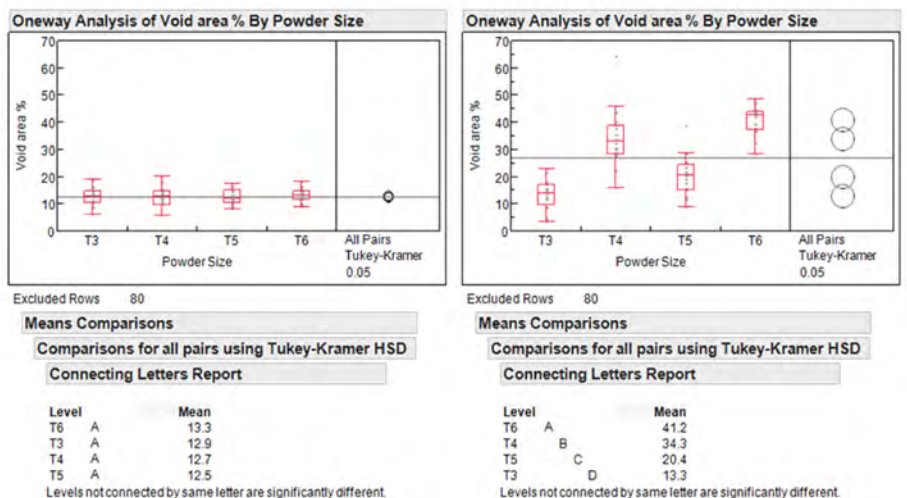 Oneway Analysis of Void area % By Powder Size
70
60
50
40
30
20
10
0
Void area %
T3 T4 T5 T6
Powder Size
All Pairs
Tukey-Kramer
0.05
Excluded Rows 80
Means Comparisons
Comparisons for all pairs using Tukey-Kramer HSD
Connecting Letters Report
Level Mean
T6 A 13.3
T3 A 12.9
T4 A 12.7
T5 A 12.5
Levels not connected by same letter are significantly different.
Oneway Analysis of Void area % By Powder Size
70
60
50
40
30
20
10
0
Void area %
T3 T4 T5 T6
Powder Size
All Pairs
Tukey-Kramer
0.05
Excluded Rows 80
Means Comparisons
Comparisons for all pairs using Tukey-Kramer HSD
Connecting Letters Report
Level Mean
T6 A 41.2
T4 B 34.3
T5 C 20.4
T3 D 13.3
Levels not connected by same letter are significantly different.